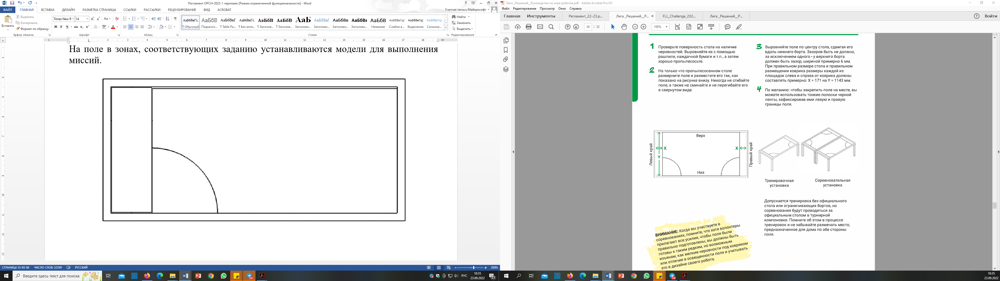 Регламент ОРСН-2022-1 черновик [Режим ограниченной функциональности] - Word
ФАЙЛ ГЛАВНАЯ ВСТАВКА ДИЗАЙН РАЗМЕТКА СТРАНИЦЫ ССЫЛКИ РАССЫЛКИ РЕЦЕНЗИРОВАНИЕ ВИД ACROBAT
Учетная запись Майкрософт
Вставить
Вырезать
Копировать
Формат по образцу
Буфер обмена
Times New R 14
Ж К Ч abc x₂ x²
Шрифт
Абзац
АаБбВвГг, АаБбВ АаБбВвГ АаБбВвГг, АаБбВ АаБбВ АаБ АаБбВвГ АаБбВв АаБбВв АаБбВ АаБбВвГг АаБбВвГг АаБбВвГг
¶ Обычный Подзагол... ¶ Table Pa... ¶ Без инте... ¶ Заголов... ¶ Заголов... Заголово... Заголово... Заголово... Заголово... Название Слабое в... Выделение Сильное...
Стили
Найти
Заменить
Выделить
Редактирование
На поле в зонах, соответствующих заданию устанавливаются модели для выполнения
миссий.
СТРАНИЦА 55 ИЗ 88 ЧИСЛО СЛОВ: 22299 РУССКИЙ
200%
Введите здесь текст для поиска
738
РУС
10:35
23.09.2022
23
Лига _Решений__Руководство по игре роботов.pdf - Adobe Acrobat Pro DC
Файл Редактирование Просмотр Окно Справка
Главная Инструменты Регламент_22-23.p... Лига _Решений__Р... FLL_Challenge_202... Лига _Решений__Р... Войти
24 / 32 100%
1 Проверьте поверхность стола на наличие
неровностей. Выровняйте их с помощью
рашпиля, наждачной бумаги и т.п., а затем
хорошо пропылесосьте.
2 На только что пропылесосенном столе
разверните поле и разместите его так, как
показано на рисунке внизу. Никогда не сгибайте
поле, а также не сминайте и не перегибайте его
в свернутом виде.
3 Выровняйте поле по центру стола, сдвигая его
вдоль нижнего борта. Зазоров быть не должно,
за исключением одного - у верхнего борта
должен быть зазор, шириной примерно 6 мм.
При правильном размере стола и правильном
размещении коврика размеры каждой из
площадок слева и справа от коврика должны
составлять примерно: X = 171 на Y = 1143 мм.
4 По желанию: чтобы закрепить поле на месте, вы
можете использовать тонкие полоски черной
ленты, зафиксировав ими левую и правую
границы поля.
Левый край
Верх
X
Y
X
Низ
Правый край
Тренировочная
установка
Соревновательная
установка
Допускается тренировка без официального
стола или ограничивающих бортов, но
соревнования будут проводиться за
официальным столом в турнирной
компоновке. Помните об этом в процессе
тренировок и не забывайте размечать место,
предназначенное для дома по обе стороны
поля.
ВНИМАНИЕ: Когда вы участвуете в
соревнованиях, помните, что хотя волонтеры
прилагают все усилия, чтобы поля были
правильно подготовлены, вы должны быть
готовы к таким редким, но возможным
изъянам, как мелкие неровности под ковриком
или отличие в освещенности поля и учитывать
это в дизайне своего робота.
738
10:35
23.09.2022